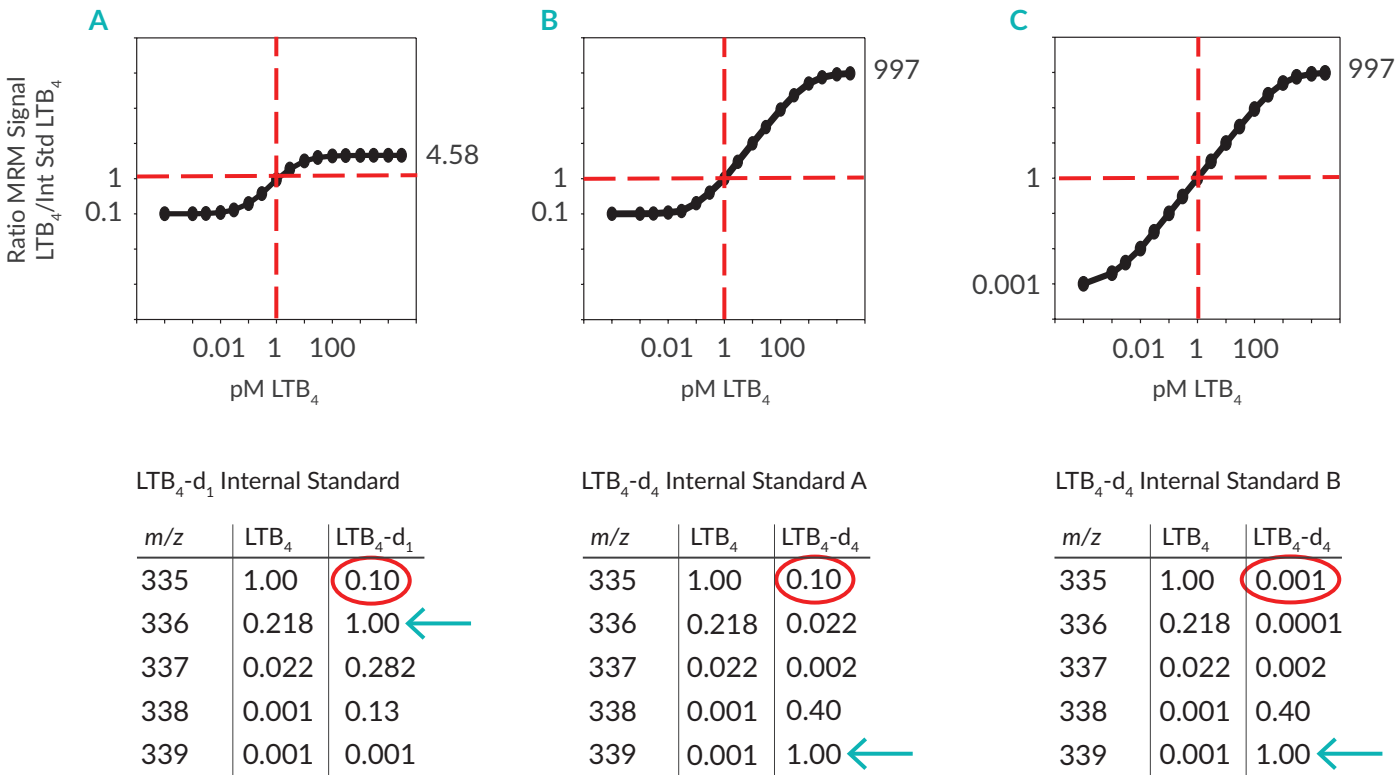 A
B
C
Ratio MRM Signal
LTB₄/Int Std LTB₄
1
0.1
4.58
0.01 1 100
pM LTB₄
1
0.1
997
0.01 1 100
pM LTB₄
1
0.001
997
0.01 1 100
pM LTB₄
LTB₄-d₁ Internal Standard
m/z LTB₄ LTB₄-d₁
335 1.00 0.10
336 0.218 1.00
337 0.022 0.282
338 0.001 0.13
339 0.001 0.001
LTB₄-d₄ Internal Standard A
m/z LTB₄ LTB₄-d₄
335 1.00 0.10
336 0.218 0.022
337 0.022 0.002
338 0.001 0.40
339 0.001 1.00
LTB₄-d₄ Internal Standard B
m/z LTB₄ LTB₄-d₄
335 1.00 0.001
336 0.218 0.0001
337 0.022 0.002
338 0.001 0.40
339 0.001 1.00